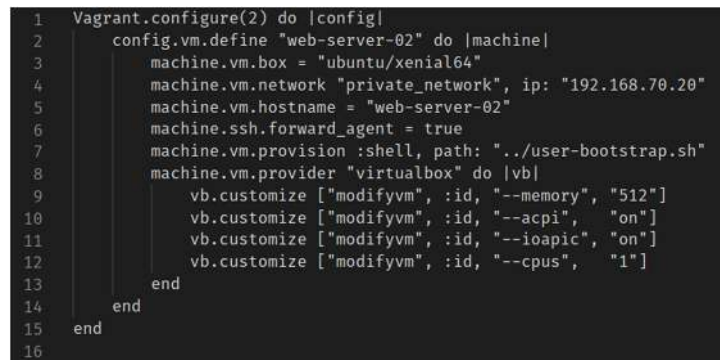 1 Vagrant.configure(2) do |config|
2 config.vm.define "web-server-02" do |machine|
3 machine.vm.box = "ubuntu/xenial64"
4 machine.vm.network "private_network", ip: "192.168.70.20"
5 machine.vm.hostname = "web-server-02"
6 machine.ssh.forward_agent = true
7 machine.vm.provision :shell, path: "../user-bootstrap.sh"
8 machine.vm.provider "virtualbox" do |vb|
9 vb.customize ["modifyvm", :id, "--memory", "512"]
10 vb.customize ["modifyvm", :id, "--acpi", "on"]
11 vb.customize ["modifyvm", :id, "--ioapic", "on"]
12 vb.customize ["modifyvm", :id, "--cpus", "1"]
13 end
14 end
15 end
16